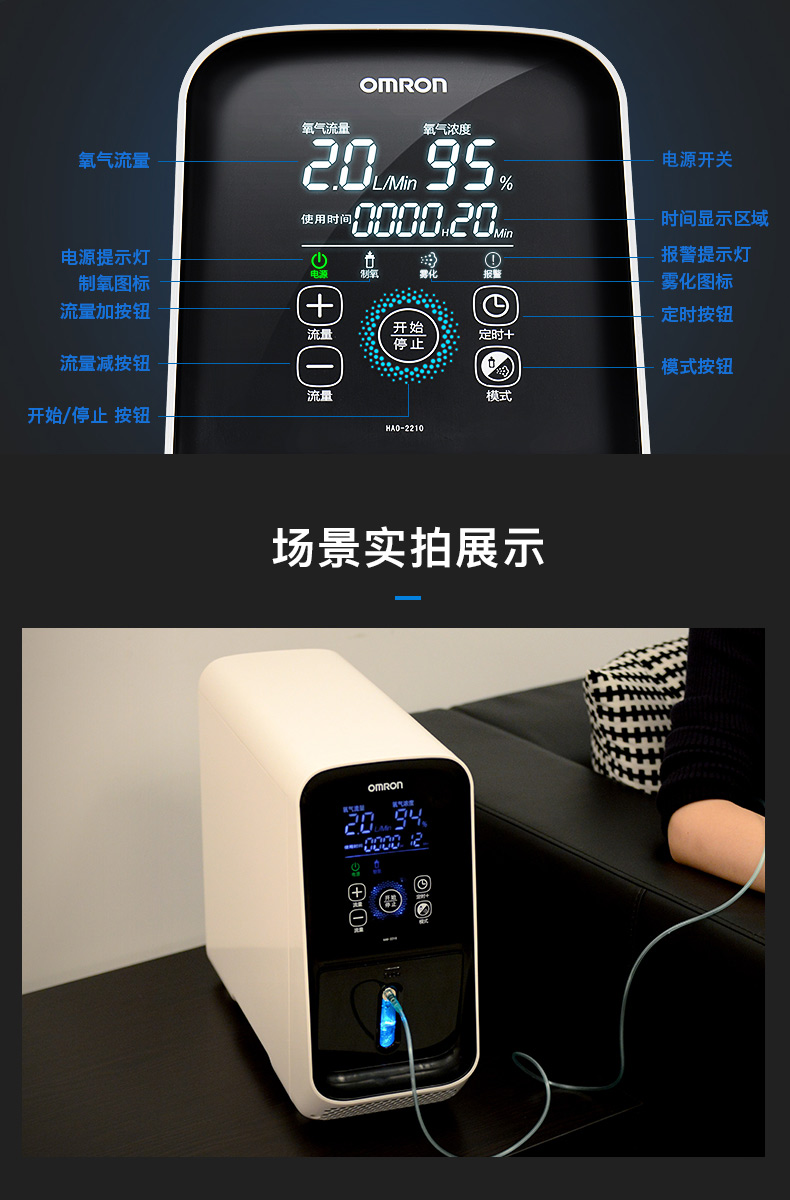 OMRON
氧气流量
氧气浓度
2.0 L/Min 95 %
使用时间 0000 H 20 Min
电源
制氧
雾化
报警
流量
开始
停止
定时+
流量
模式
HAO-2210
氧气流量
电源提示灯
制氧图标
流量加按钮
流量减按钮
开始/停止 按钮
电源开关
时间显示区域
报警提示灯
雾化图标
定时按钮
模式按钮
场景实拍展示
OMRON
氧气流量
氧气浓度
2.0 L/Min 94 %
使用时间 0000 12
电源
制氧
流量
开始
停止
定时+
流量
模式